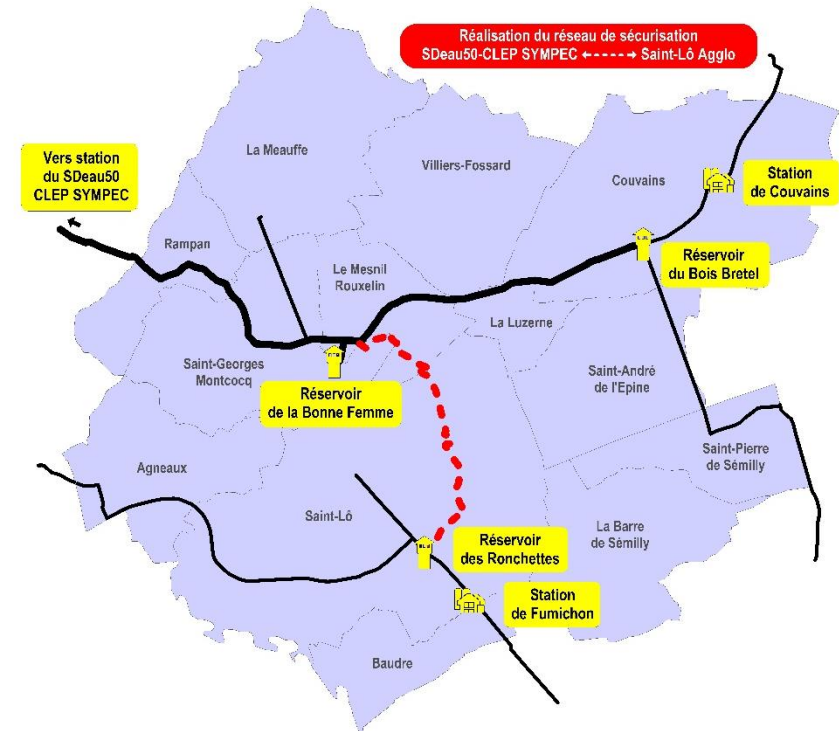 Réalisation du réseau de sécurisation
SDeau50-CLEP SYMPEC ←-----→ Saint-Lô Agglo
La Meauffe
Vers station
du SDeau50
CLEP SYMPEC
Villiers-Fossard
Couvains
Station
de Couvains
Rampan
Le Mesnil
Rouxelin
Réservoir
du Bois Bretel
La Luzerne
Saint-Georges
Montcocq
Saint-André
de l'Epine
Réservoir
de la Bonne Femme
Saint-Pierre
de Sémilly
Agneaux
Saint-Lô
La Barre
de Sémilly
Réservoir
des Ronchettes
Station
de Fumichon
Baudre